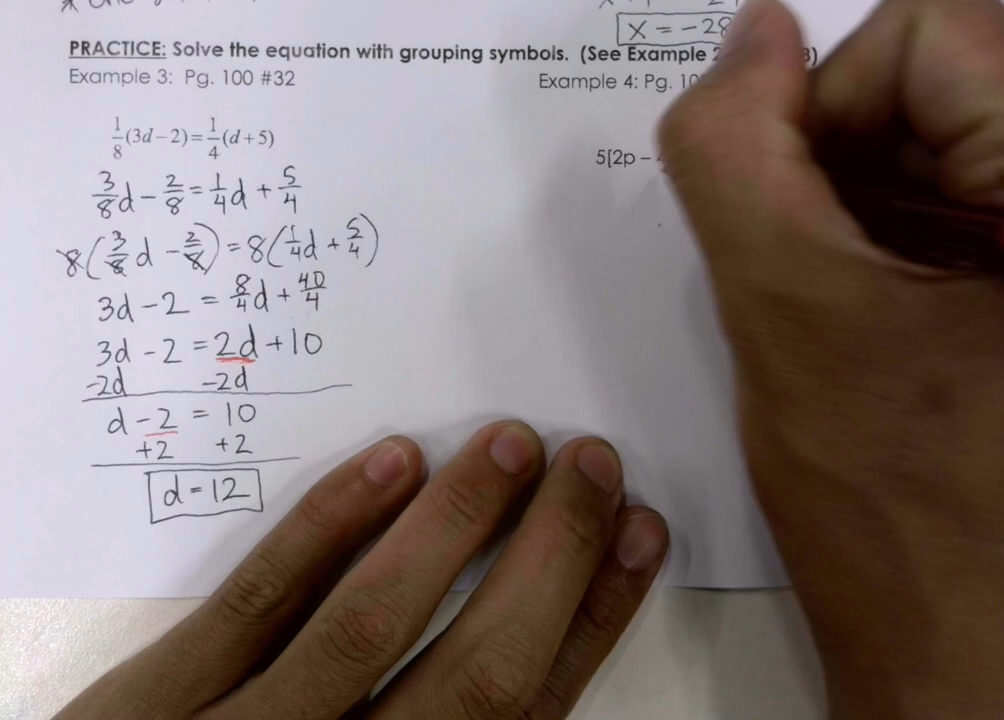 x = -28
PRACTICE: Solve the equation with grouping symbols. (See Example
Example 3: Pg. 100 #32
Example 4: Pg.
1/8(3d – 2) = 1/4(d + 5)
5[2p –
3/8d - 2/8 = 1/4d + 5/4
8(3/8d - 2/8) = 8(1/4d + 5/4)
3d - 2 = 8/4d + 40/4
3d - 2 = 2d + 10
-2d -2d
d - 2 = 10
+2 +2
d = 12